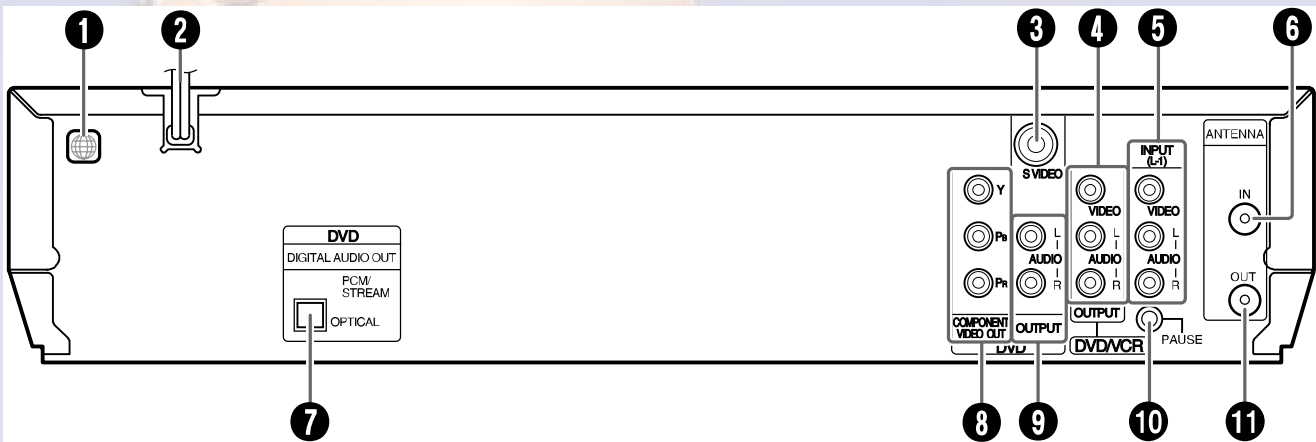 1 2 3 4 5 6
ANTENNA
INPUT
(L-1)
S VIDEO
Y
VIDEO
VIDEO
IN
DVD
DIGITAL AUDIO OUT
PCM/
STREAM
OPTICAL
PB
L
AUDIO
R
L
AUDIO
R
L
AUDIO
R
PR
OUT
COMPONENT
VIDEO OUT
OUTPUT
OUTPUT
PAUSE
DVD
DVD/VCR
7 8 9 10 11